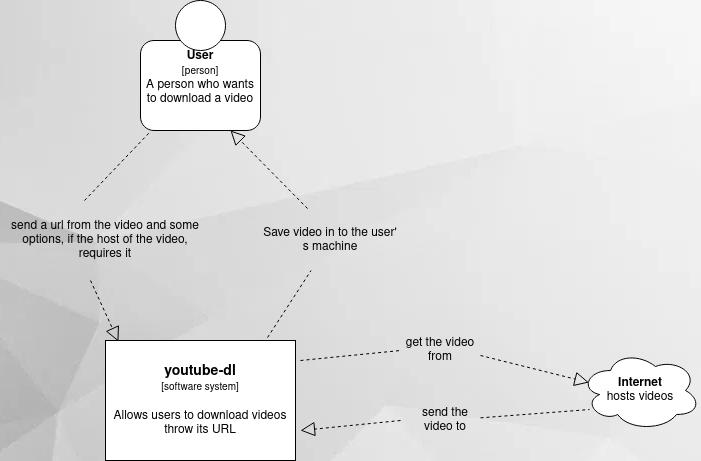 User
[person]
A person who wants
to download a video
send a url from the video and some
options, if the host of the video,
requires it
Save video in to the user'
s machine
youtube-dl
[software system]
Allows users to download videos
throw its URL
get the video
from
send the
video to
Internet
hosts videos